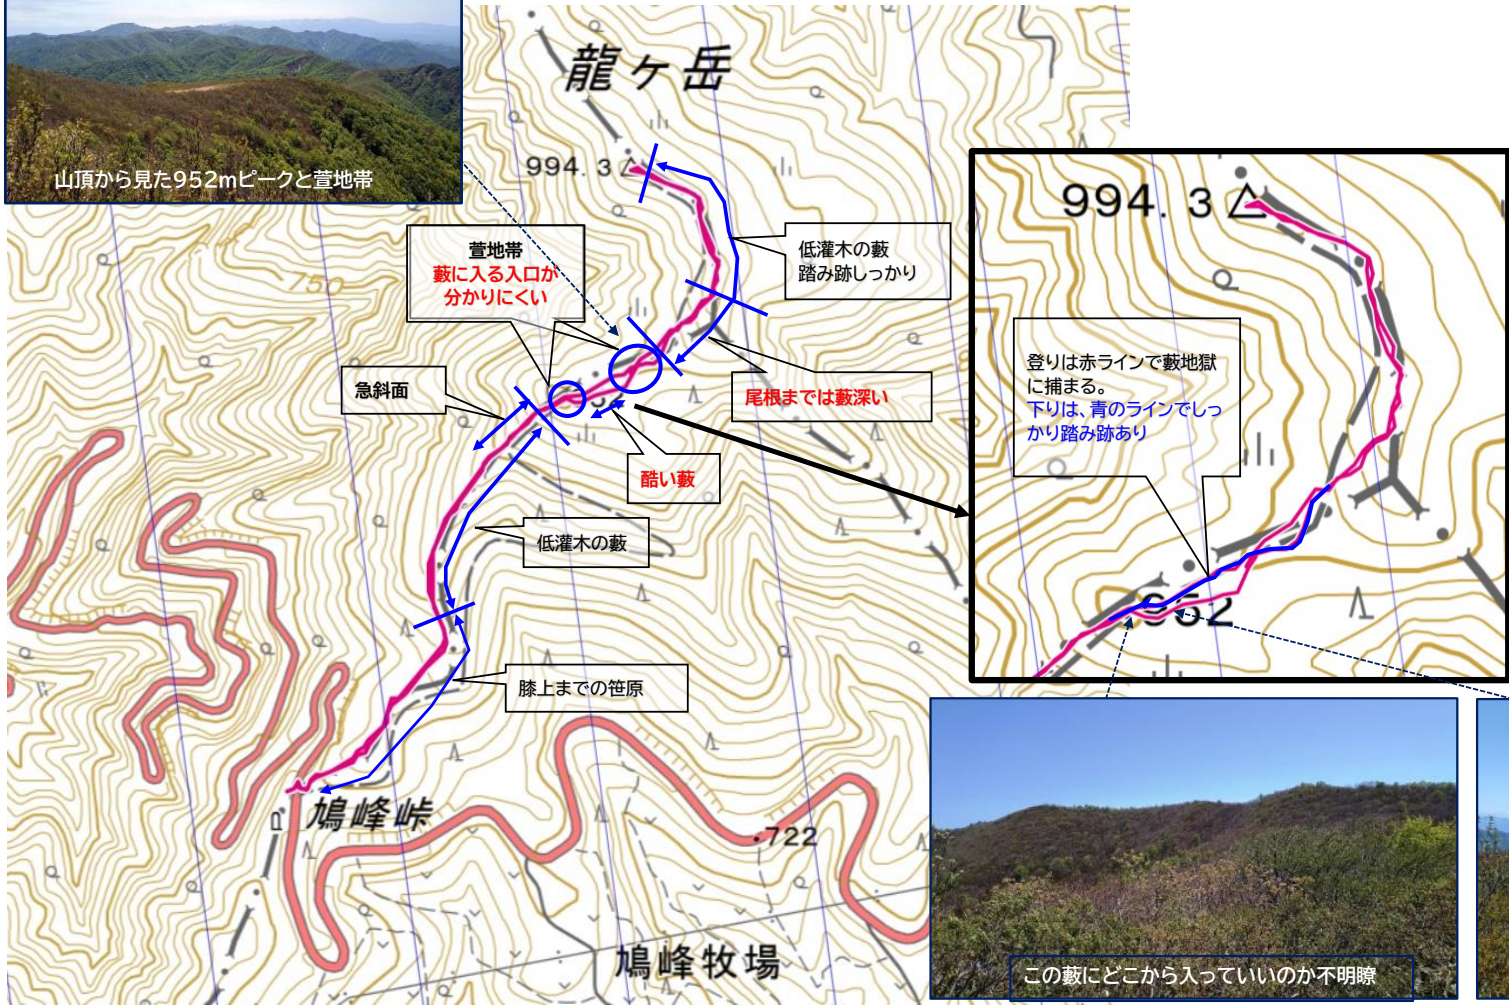 山頂から見た952mピークと萱地帯
龍ヶ岳
994.3
750
萱地帯
藪に入る入口が
分かりにくい
低灌木の藪
踏み跡しっかり
急斜面
尾根までは藪深い
酷い藪
低灌木の藪
膝上までの笹原
鳩峰峠
722
鳩峰牧場
994.3
登りは赤ラインで藪地獄
に捕まる。
下りは、青のラインでしっ
かり踏み跡あり
952
この藪にどこから入っていいのか不明瞭